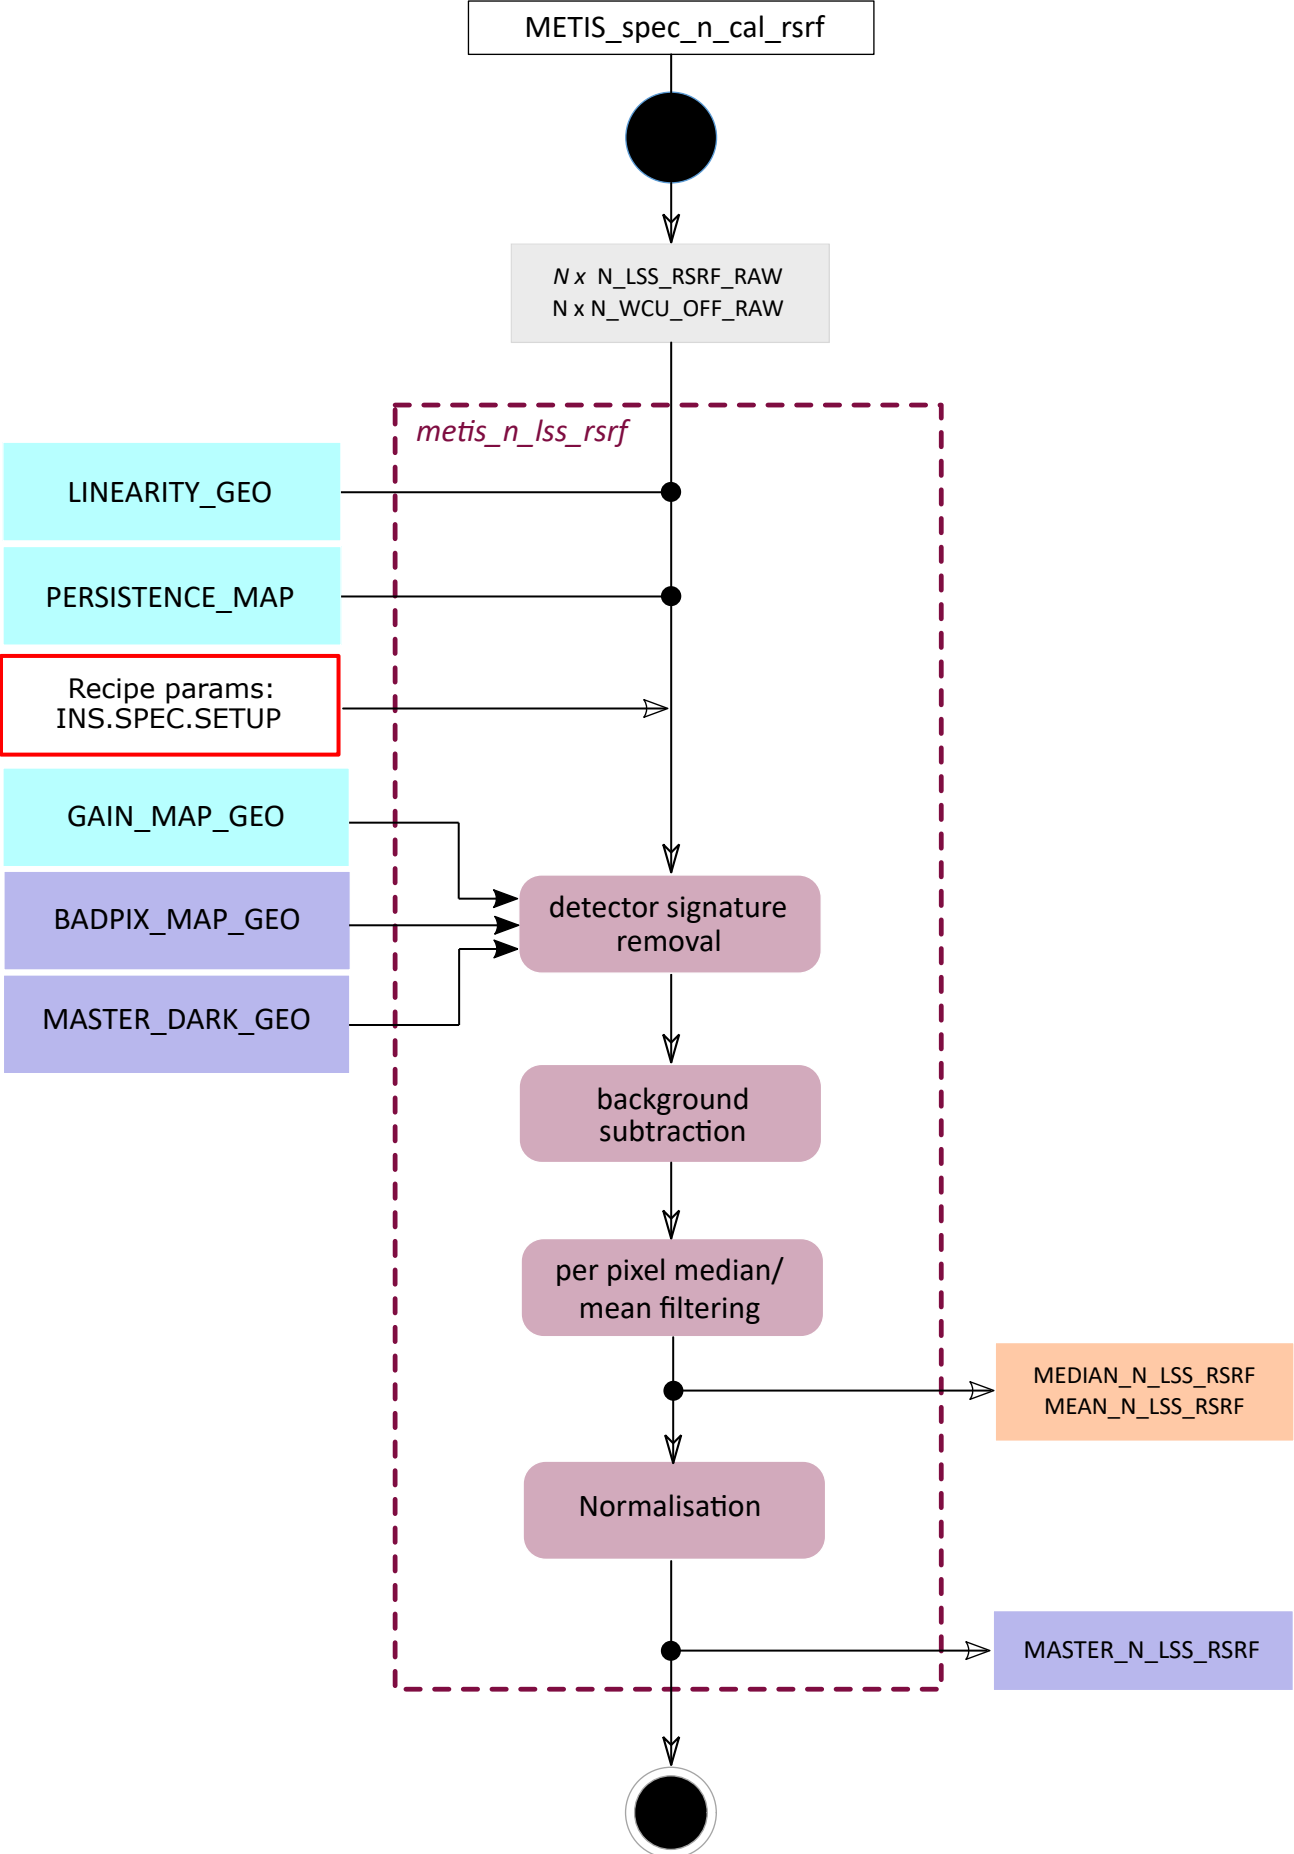 METIS_spec_n_cal_rsrf
N x N_LSS_RSRF_RAW
N x N_WCU_OFF_RAW
metis_n_lss_rsrf
LINEARITY_GEO
PERSISTENCE_MAP
Recipe params:
INS.SPEC.SETUP
GAIN_MAP_GEO
BADPIX_MAP_GEO
MASTER_DARK_GEO
detector signature
removal
background
subtraction
per pixel median/
mean filtering
MEDIAN_N_LSS_RSRF
MEAN_N_LSS_RSRF
Normalisation
MASTER_N_LSS_RSRF